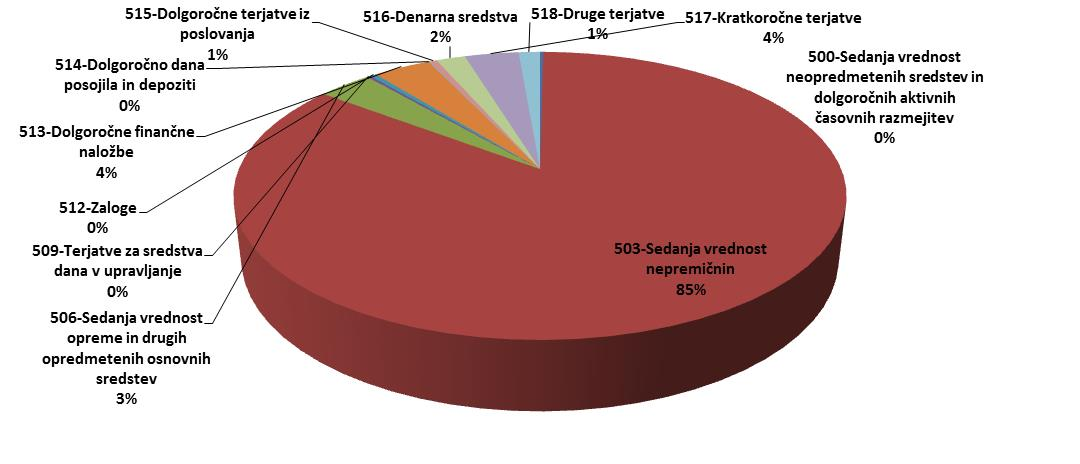 515-Dolgoročne terjatve iz
poslovanja
1%
516-Denarna sredstva
2%
518-Druge terjatve
1%
517-Kratkoročne terjatve
4%
500-Sedanja vrednost
neopredmetenih sredstev in
dolgoročnih aktivnih
časovnih razmejitev
0%
514-Dolgoročno dana
posojila in depoziti
0%
513-Dolgoročne finančne
naložbe
4%
512-Zaloge
0%
509-Terjatve za sredstva
dana v upravljanje
0%
506-Sedanja vrednost
opreme in drugih
opredmetenih osnovnih
sredstev
3%
503-Sedanja vrednost
nepremičnin
85%